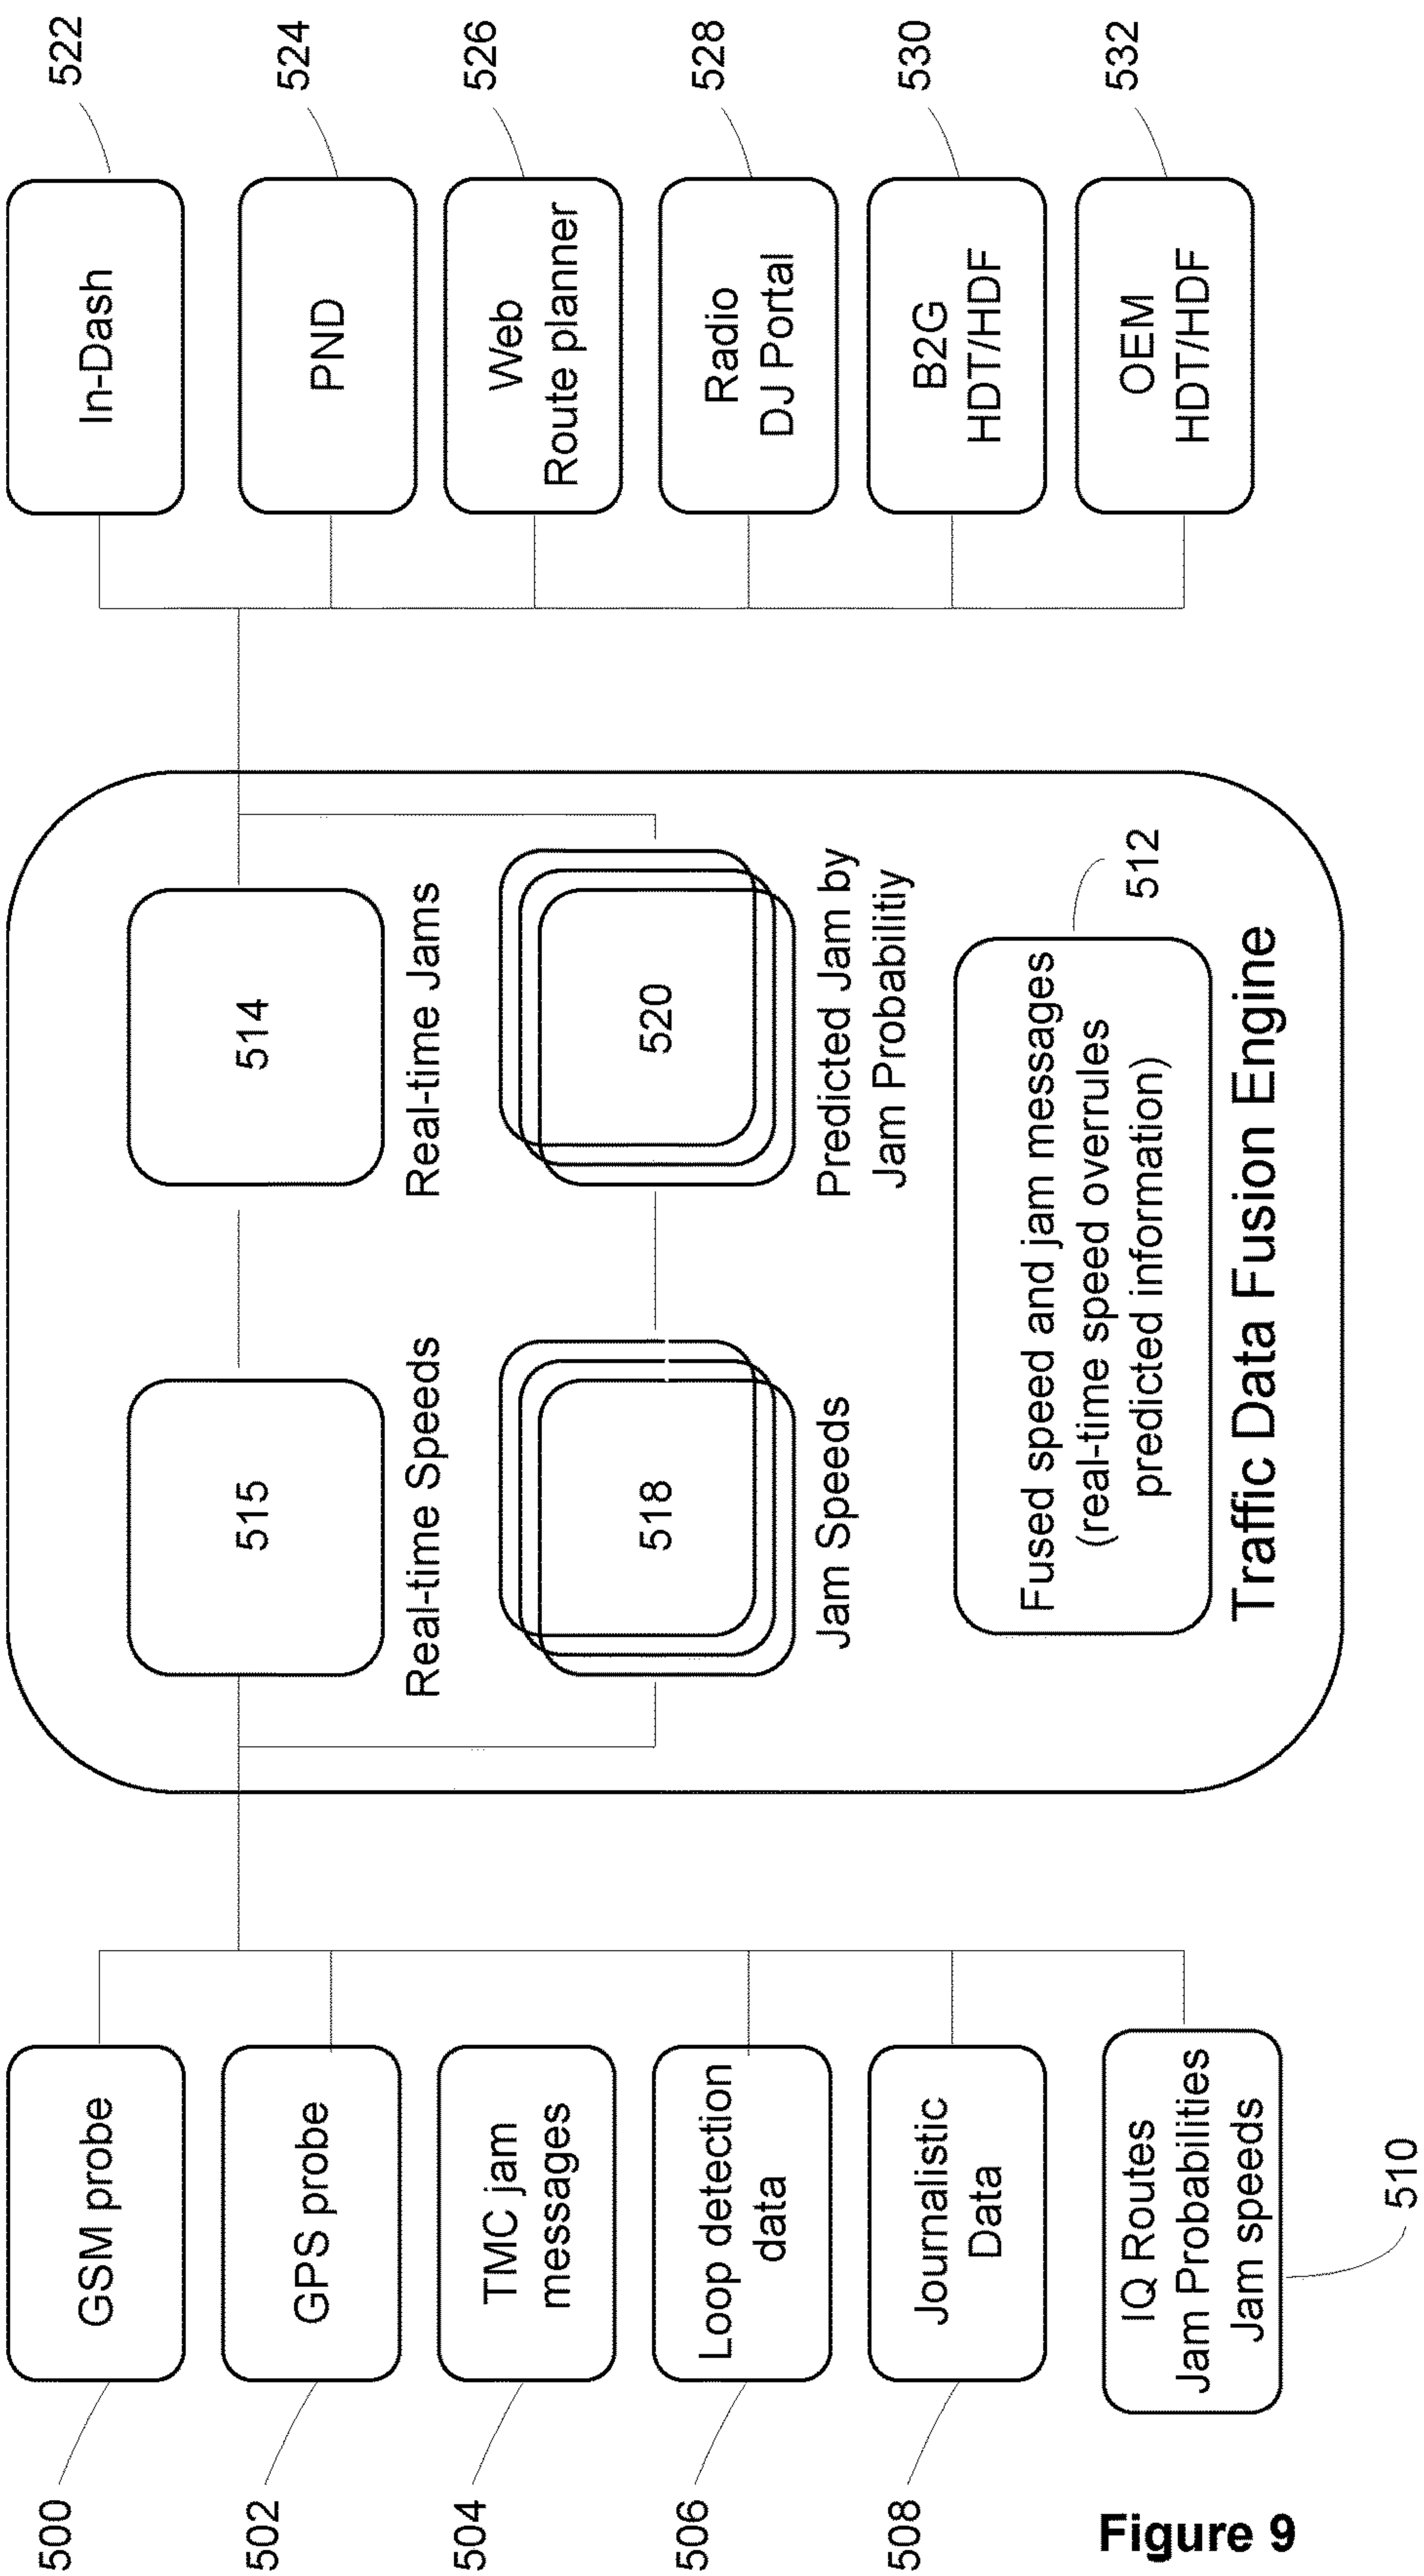 500
GSM probe
502
GPS probe
504
TMC jam
messages
506
Loop detection
data
508
Journalistic
Data
IQ Routes
Jam Probabilities
Jam speeds
510
515
Real-time Speeds
514
Real-time Jams
518
Jam Speeds
520
Predicted Jam by
Jam Probabilitiy
Fused speed and jam messages
(real-time speed overrules
predicted information)
512
Traffic Data Fusion Engine
In-Dash
522
PND
524
Web
Route planner
526
Radio
DJ Portal
528
B2G
HDT/HDF
530
OEM
HDT/HDF
532
Figure 9